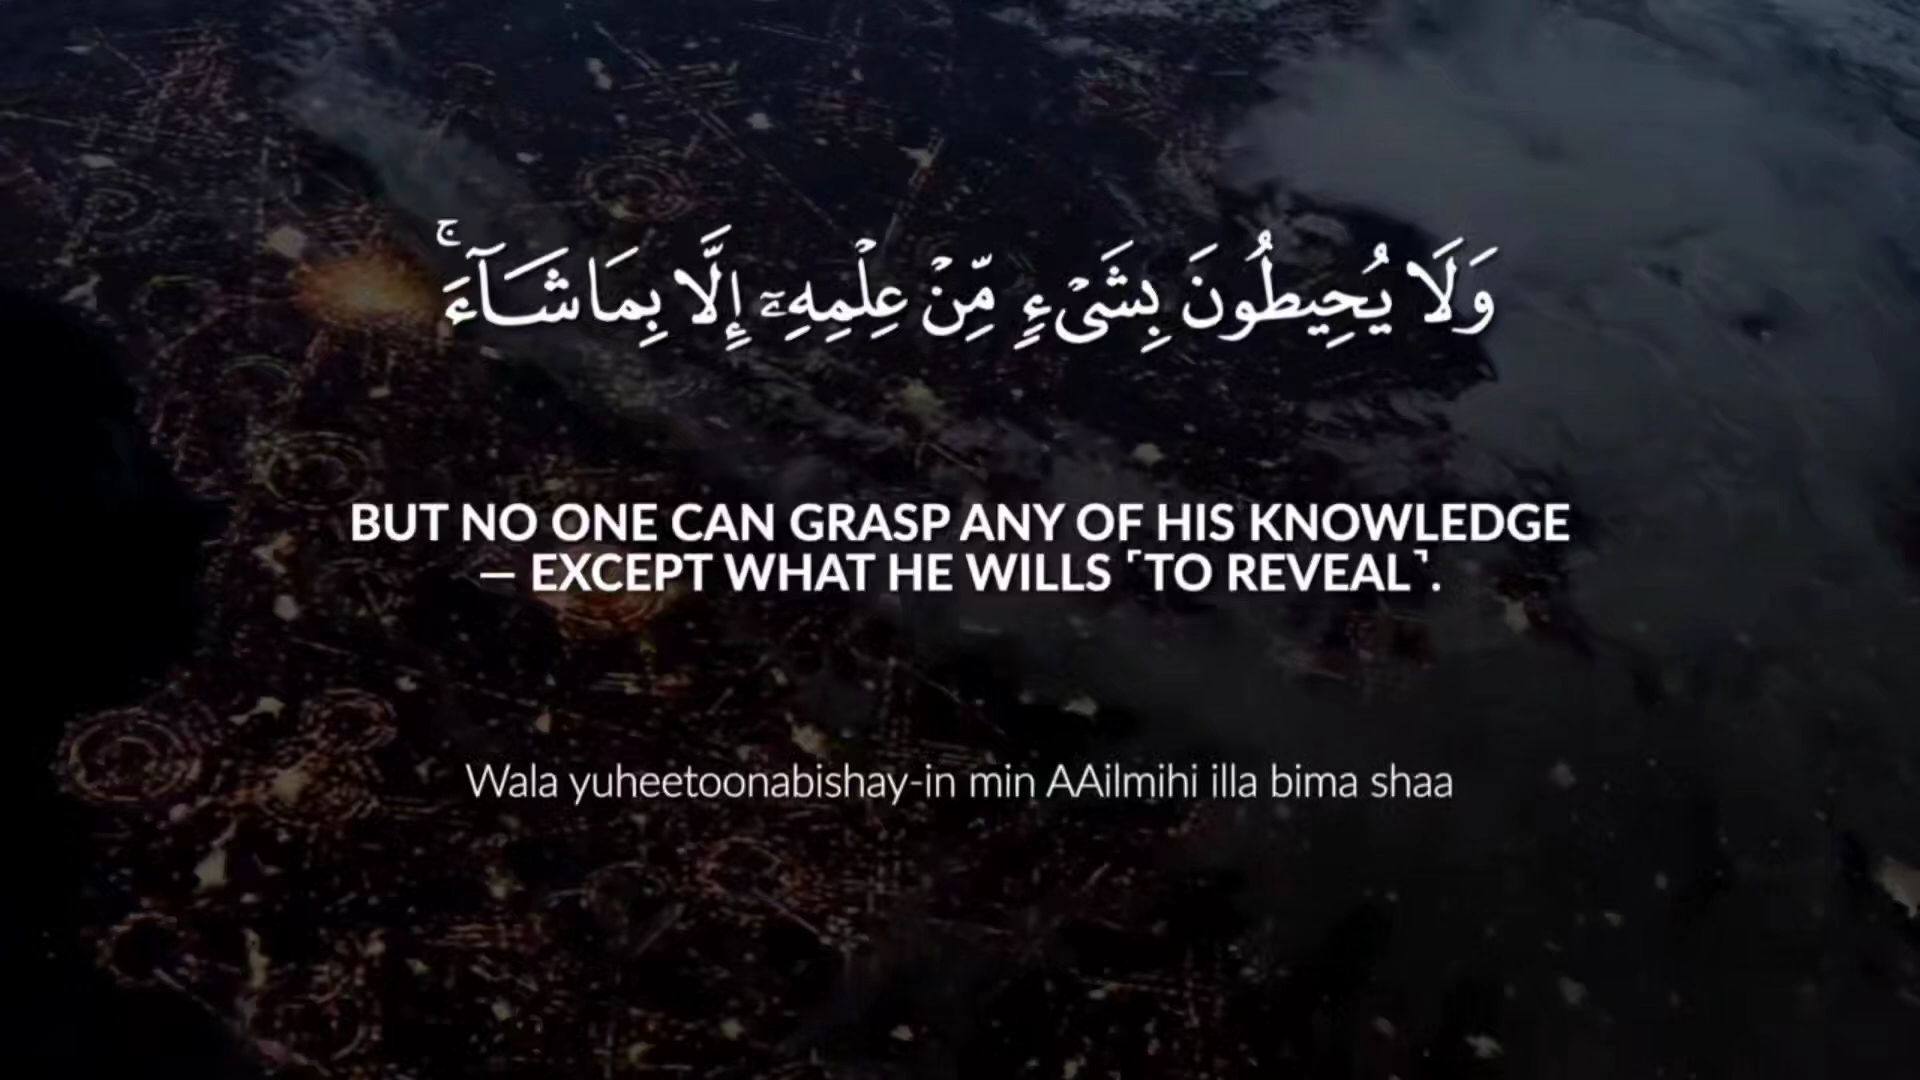 وَلَا يُحِيطُونَ بِشَىْءٍ مِّنْ عِلْمِهِۦٓ إِلَّا بِمَا شَآءَ ۚ
BUT NO ONE CAN GRASP ANY OF HIS KNOWLEDGE
— EXCEPT WHAT HE WILLS ˹TO REVEAL˺.
Wala yuheetoonabishay-in min AAilmihi illa bima shaa